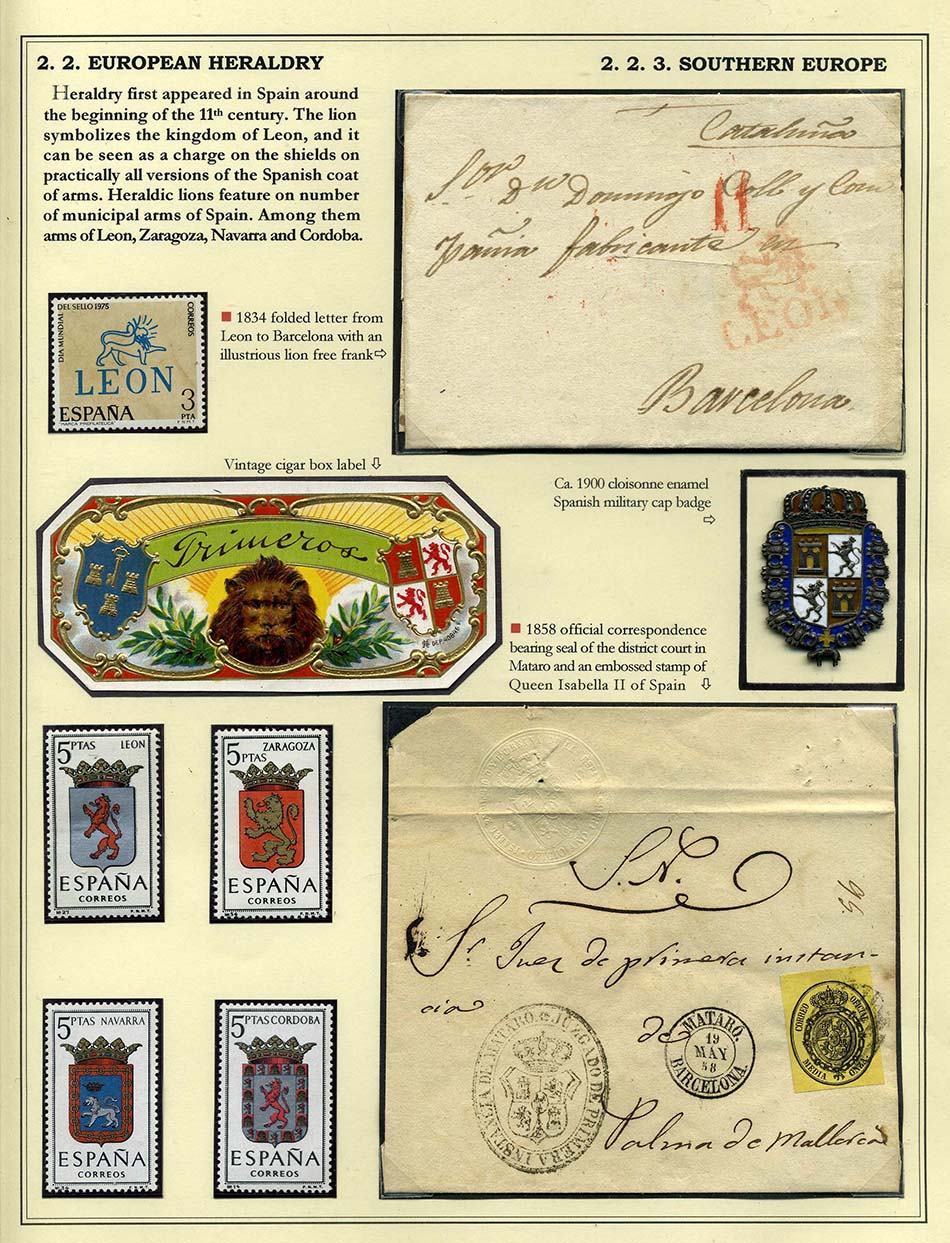 2. 2. EUROPEAN HERALDRY
2. 2. 3. SOUTHERN EUROPE
Heraldry first appeared in Spain around
the beginning of the 11th century. The lion
symbolizes the kingdom of Leon, and it
can be seen as a charge on the shields on
practically all versions of the Spanish coat
of arms. Heraldic lions feature on number
of municipal arms of Spain. Among them
arms of Leon, Zaragoza, Navarra and Cordoba.
Cataluña
Sor Dn Domingo Coll y Com
pañia fabricante en
11
LEON
Barcelona
DIA MUNDIAL
DEL SELLO 1975
CORREOS
LEON
3
PTA
ESPAÑA
"MARCA PREFILATELICA"
F.N.M.T.
■ 1834 folded letter from
Leon to Barcelona with an
illustrious lion free frank⇨
Vintage cigar box label ⇩
Primeros
Ca. 1900 cloisonne enamel
Spanish military cap badge
⇨
■ 1858 official correspondence
bearing seal of the district court in
Mataro and an embossed stamp of
Queen Isabella II of Spain ⇩
5 PTAS LEON
ESPAÑA
CORREOS
F.N.M.T.
ZARAGOZA
5 PTAS
ESPAÑA
CORREOS
F.N.M.T.
5 PTAS NAVARRA
ESPAÑA
CORREOS
F.N.M.T.
5 PTAS CORDOBA
ESPAÑA
CORREOS
F.N.M.T.
S.N.
Sr Juez de primera instan-
cia
de
MATARÓ.
19
MAY
58
BARCELONA.
CORREO OFICIAL
MEDIA ONZA.
JUZGADO DE PRIMERA INSTANCIA DE MATARO.
Palma de Mallorca